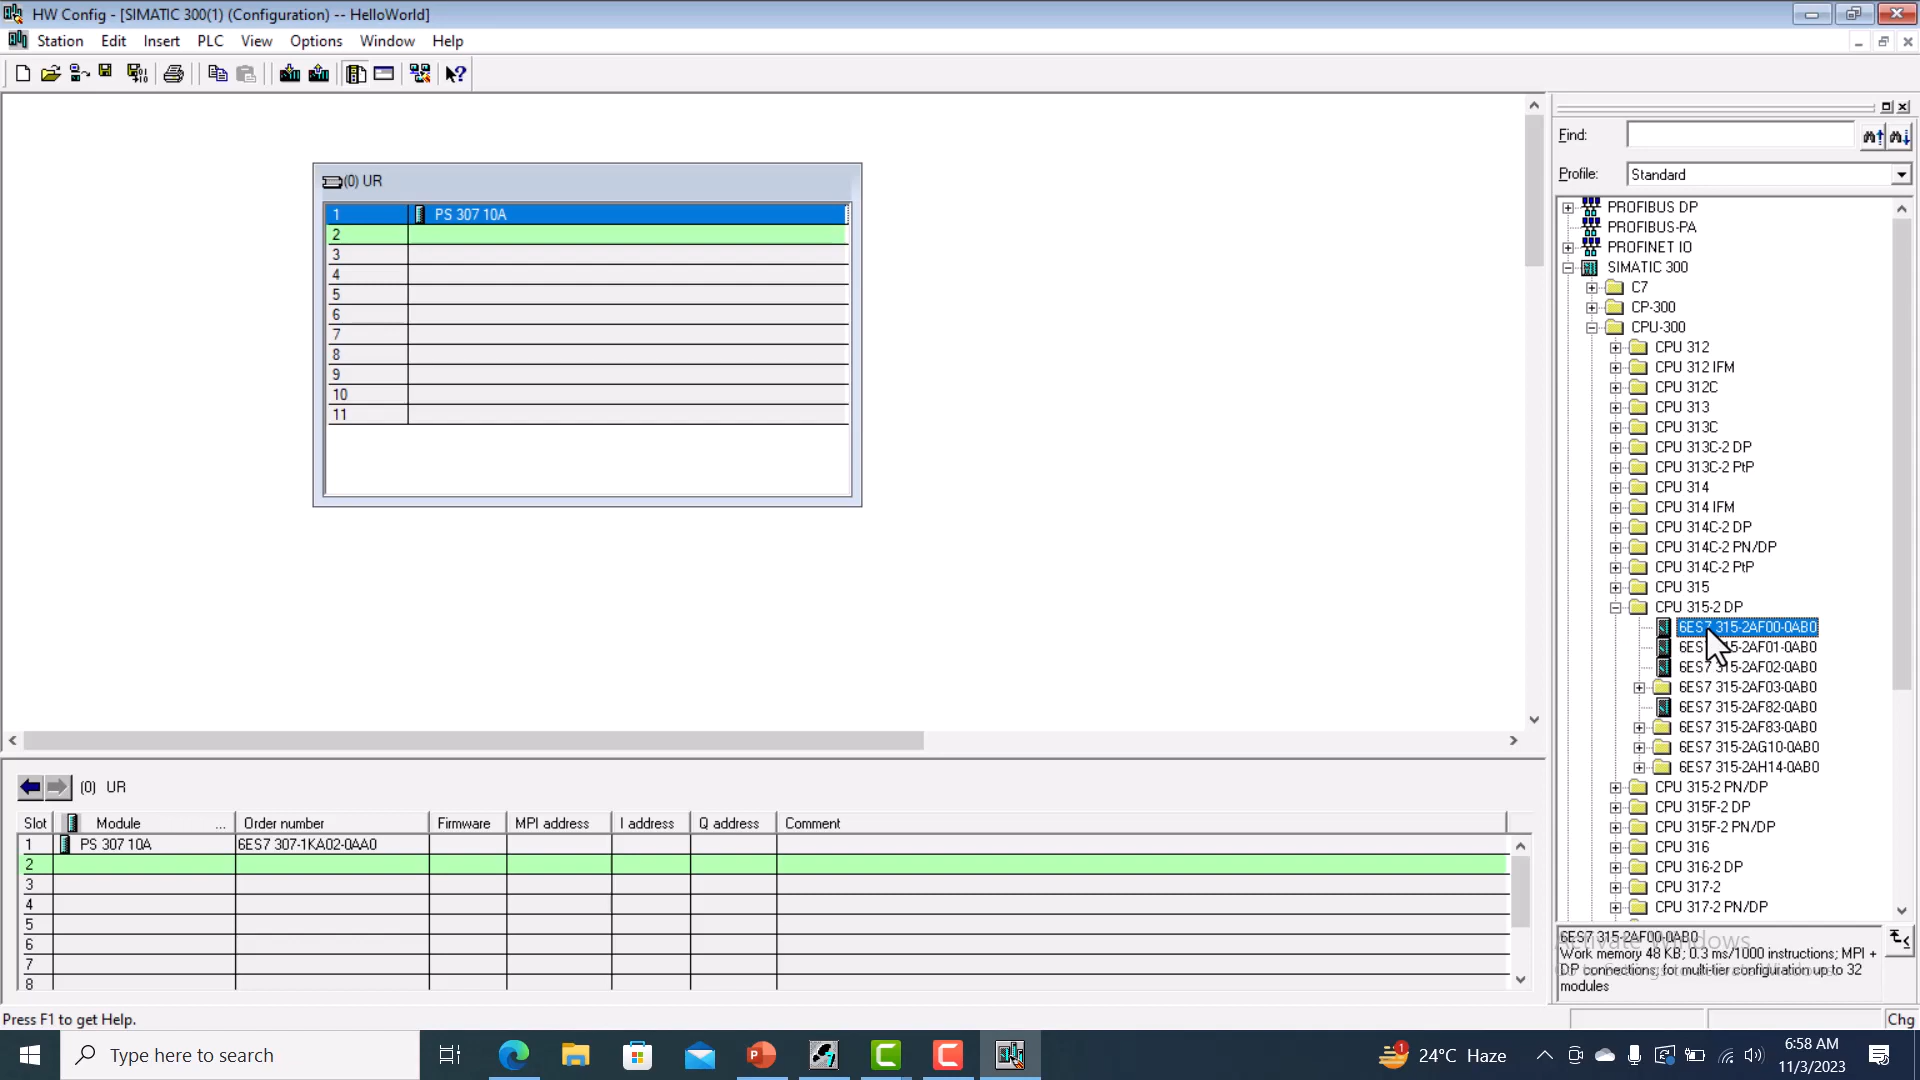 HW Config - [SIMATIC 300(1) (Configuration) -- HelloWorld]
Station Edit Insert PLC View Options Window Help
Find:
Profile: Standard
(0) UR
1 PS 307 10A
2
3
4
5
6
7
8
9
10
11
PROFIBUS DP
PROFIBUS-PA
PROFINET IO
SIMATIC 300
C7
CP-300
CPU-300
CPU 312
CPU 312 IFM
CPU 312C
CPU 313
CPU 313C
CPU 313C-2 DP
CPU 313C-2 PtP
CPU 314
CPU 314 IFM
CPU 314C-2 DP
CPU 314C-2 PN/DP
CPU 314C-2 PtP
CPU 315
CPU 315-2 DP
6ES7 315-2AF00-0AB0
6ES7 315-2AF01-0AB0
6ES7 315-2AF02-0AB0
6ES7 315-2AF03-0AB0
6ES7 315-2AF82-0AB0
6ES7 315-2AF83-0AB0
6ES7 315-2AG10-0AB0
6ES7 315-2AH14-0AB0
CPU 315-2 PN/DP
CPU 315F-2 DP
CPU 315F-2 PN/DP
CPU 316
CPU 316-2 DP
CPU 317-2
CPU 317-2 PN/DP
(0) UR
Slot Module ... Order number Firmware MPI address I address Q address Comment
1 PS 307 10A 6ES7 307-1KA02-0AA0
2
3
4
5
6
7
8
6ES7 315-2AF00-0AB0
Work memory 48 KB; 0.3 ms/1000 instructions; MPI +
DP connections; for multi-tier configuration up to 32
modules
Activate Windows
Press F1 to get Help.
Chg
Type here to search
1
24°C Haze
6:58 AM
11/3/2023